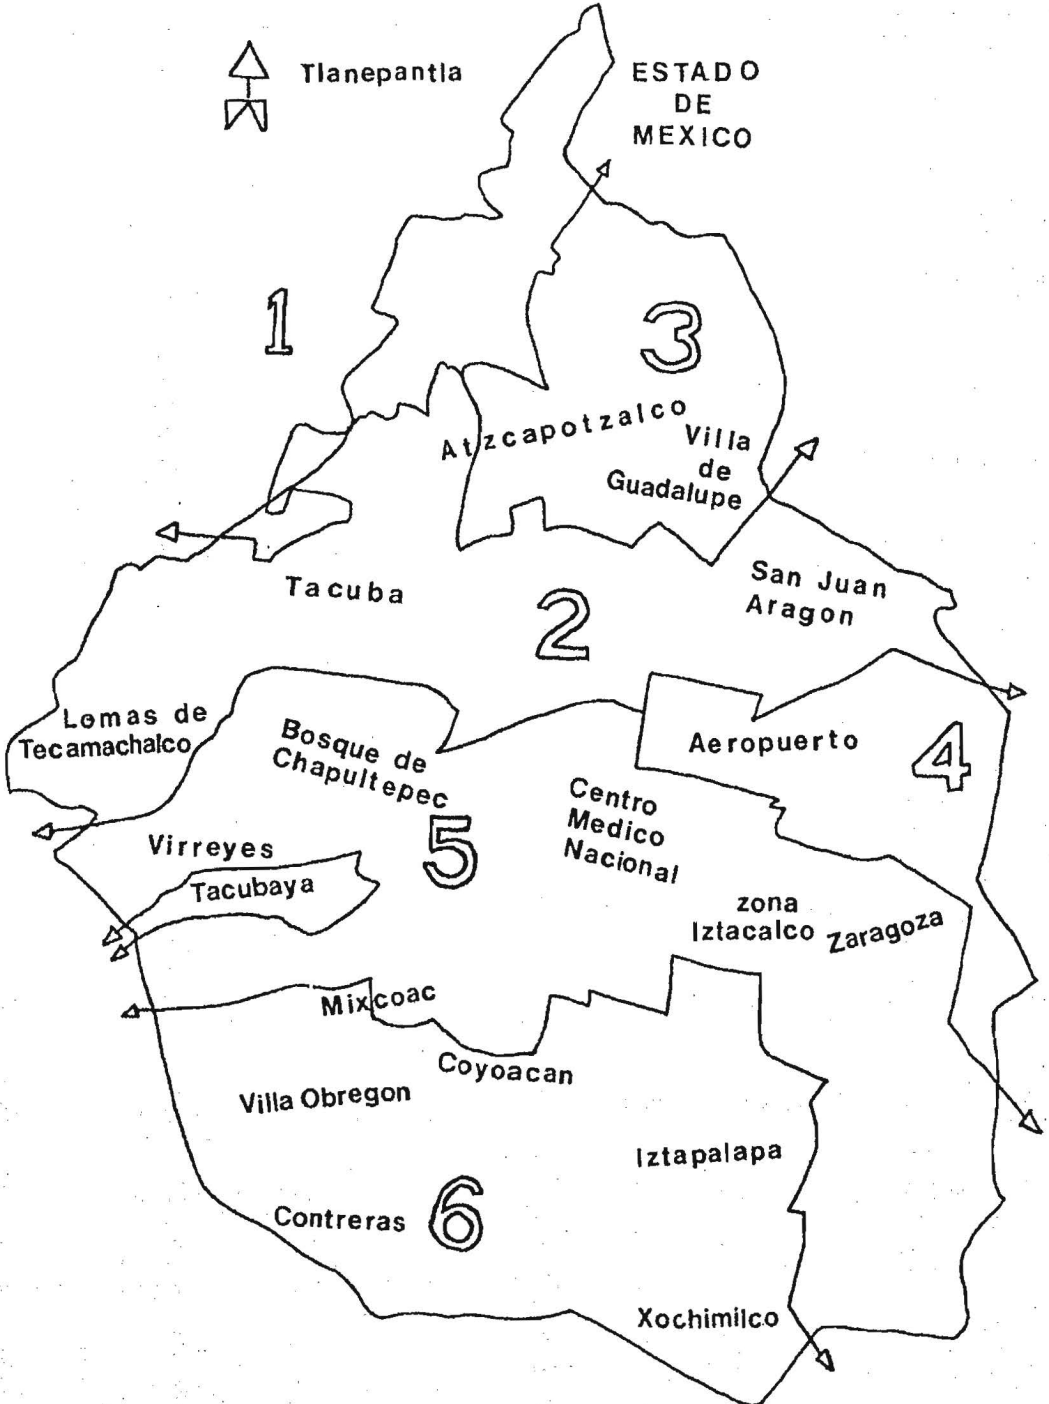 Tlanepantla
ESTADO
DE
MEXICO
1
3
Atzcapotzalco
Villa
de
Guadalupe
Tacuba
2
San Juan
Aragon
Lomas de
Tecamachalco
Bosque de
Chapultepec
Aeropuerto
4
Centro
Medico
Nacional
Virreyes
5
Tacubaya
zona
Iztacalco
Zaragoza
Mixcoac
Coyoacan
Villa Obregon
Iztapalapa
Contreras
6
Xochimilco